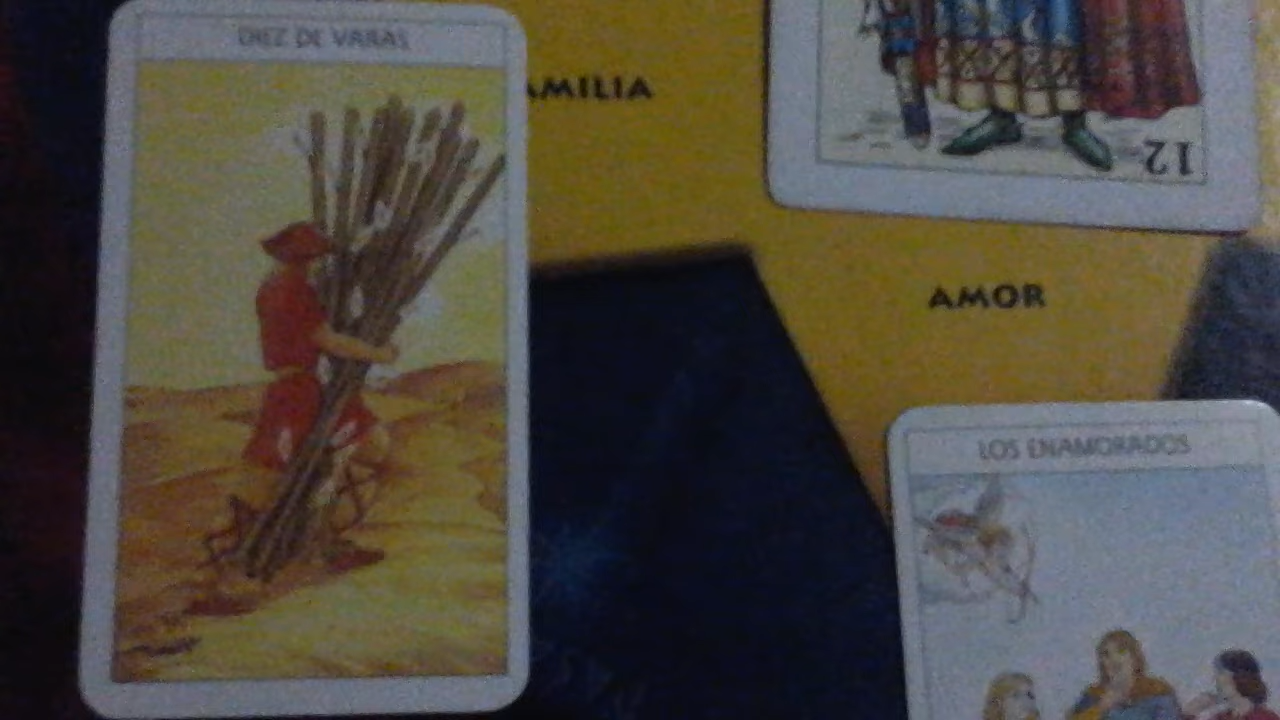 DIEZ DE VARAS
AMILIA
12
AMOR
LOS ENAMORADOS